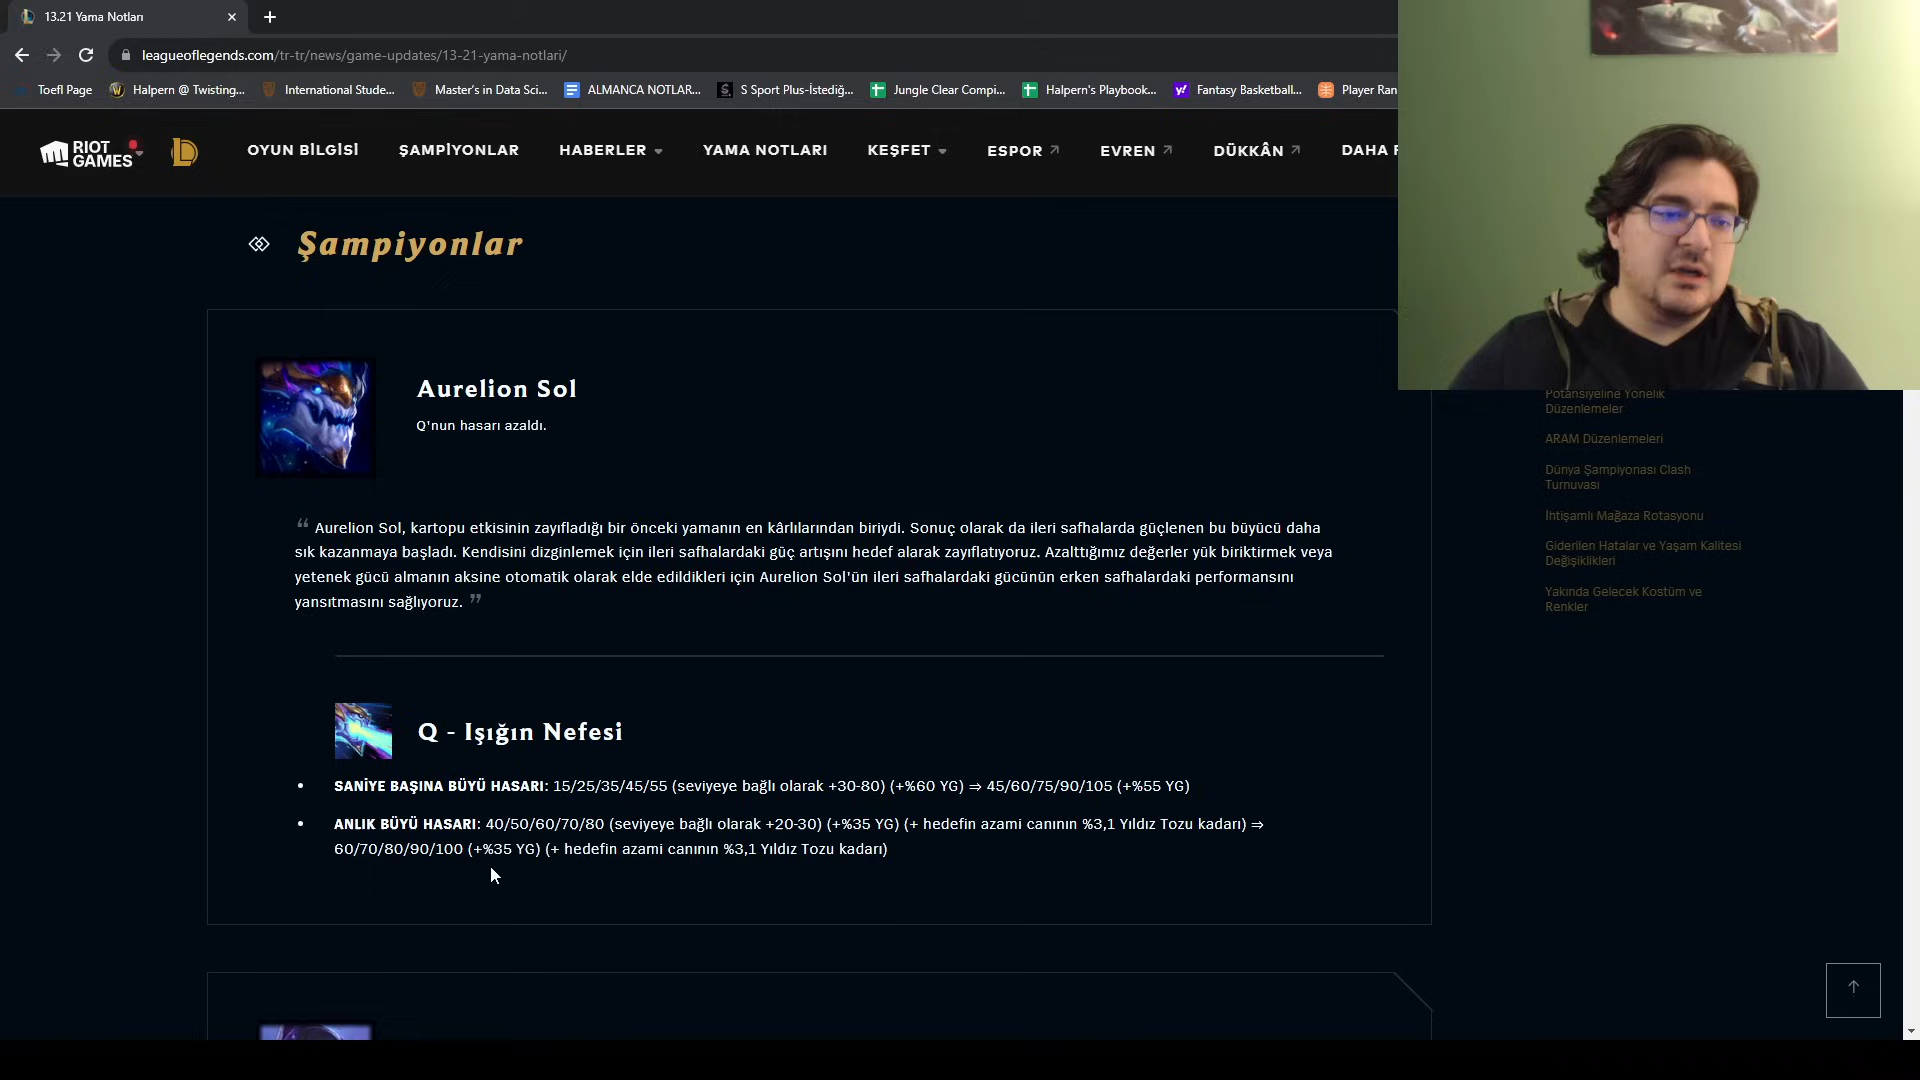 13.21 Yama Notları
leagueoflegends.com/tr-tr/news/game-updates/13-21-yama-notlari/
Toefl Page
Halpern @ Twisting...
International Stude...
Master's in Data Sci...
ALMANCA NOTLAR...
S Sport Plus-İstediğ...
Jungle Clear Compi...
Halpern's Playbook...
Fantasy Basketball...
Player Ran
RIOT GAMES
OYUN BİLGİSİ
ŞAMPİYONLAR
HABERLER
YAMA NOTLARI
KEŞFET
ESPOR
EVREN
DÜKKÂN
DAHA F
Şampiyonlar
Aurelion Sol
Q'nun hasarı azaldı.
“ Aurelion Sol, kartopu etkisinin zayıfladığı bir önceki yamanın en kârlılarından biriydi. Sonuç olarak da ileri safhalarda güçlenen bu büyücü daha
sık kazanmaya başladı. Kendisini dizginlemek için ileri safhalardaki güç artışını hedef alarak zayıflatıyoruz. Azalttığımız değerler yük biriktirmek veya
yetenek gücü almanın aksine otomatik olarak elde edildikleri için Aurelion Sol'ün ileri safhalardaki gücünün erken safhalardaki performansını
yansıtmasını sağlıyoruz. ”
Q - Işığın Nefesi
• SANİYE BAŞINA BÜYÜ HASARI: 15/25/35/45/55 (seviyeye bağlı olarak +30-80) (+%60 YG) ⇒ 45/60/75/90/105 (+%55 YG)
• ANLIK BÜYÜ HASARI: 40/50/60/70/80 (seviyeye bağlı olarak +20-30) (+%35 YG) (+ hedefin azami canının %3,1 Yıldız Tozu kadarı) ⇒
60/70/80/90/100 (+%35 YG) (+ hedefin azami canının %3,1 Yıldız Tozu kadarı)
Potansiyeline Yönelik
Düzenlemeler
ARAM Düzenlemeleri
Dünya Şampiyonası Clash
Turnuvası
İhtişamlı Mağaza Rotasyonu
Giderilen Hatalar ve Yaşam Kalitesi
Değişiklikleri
Yakında Gelecek Kostüm ve
Renkler